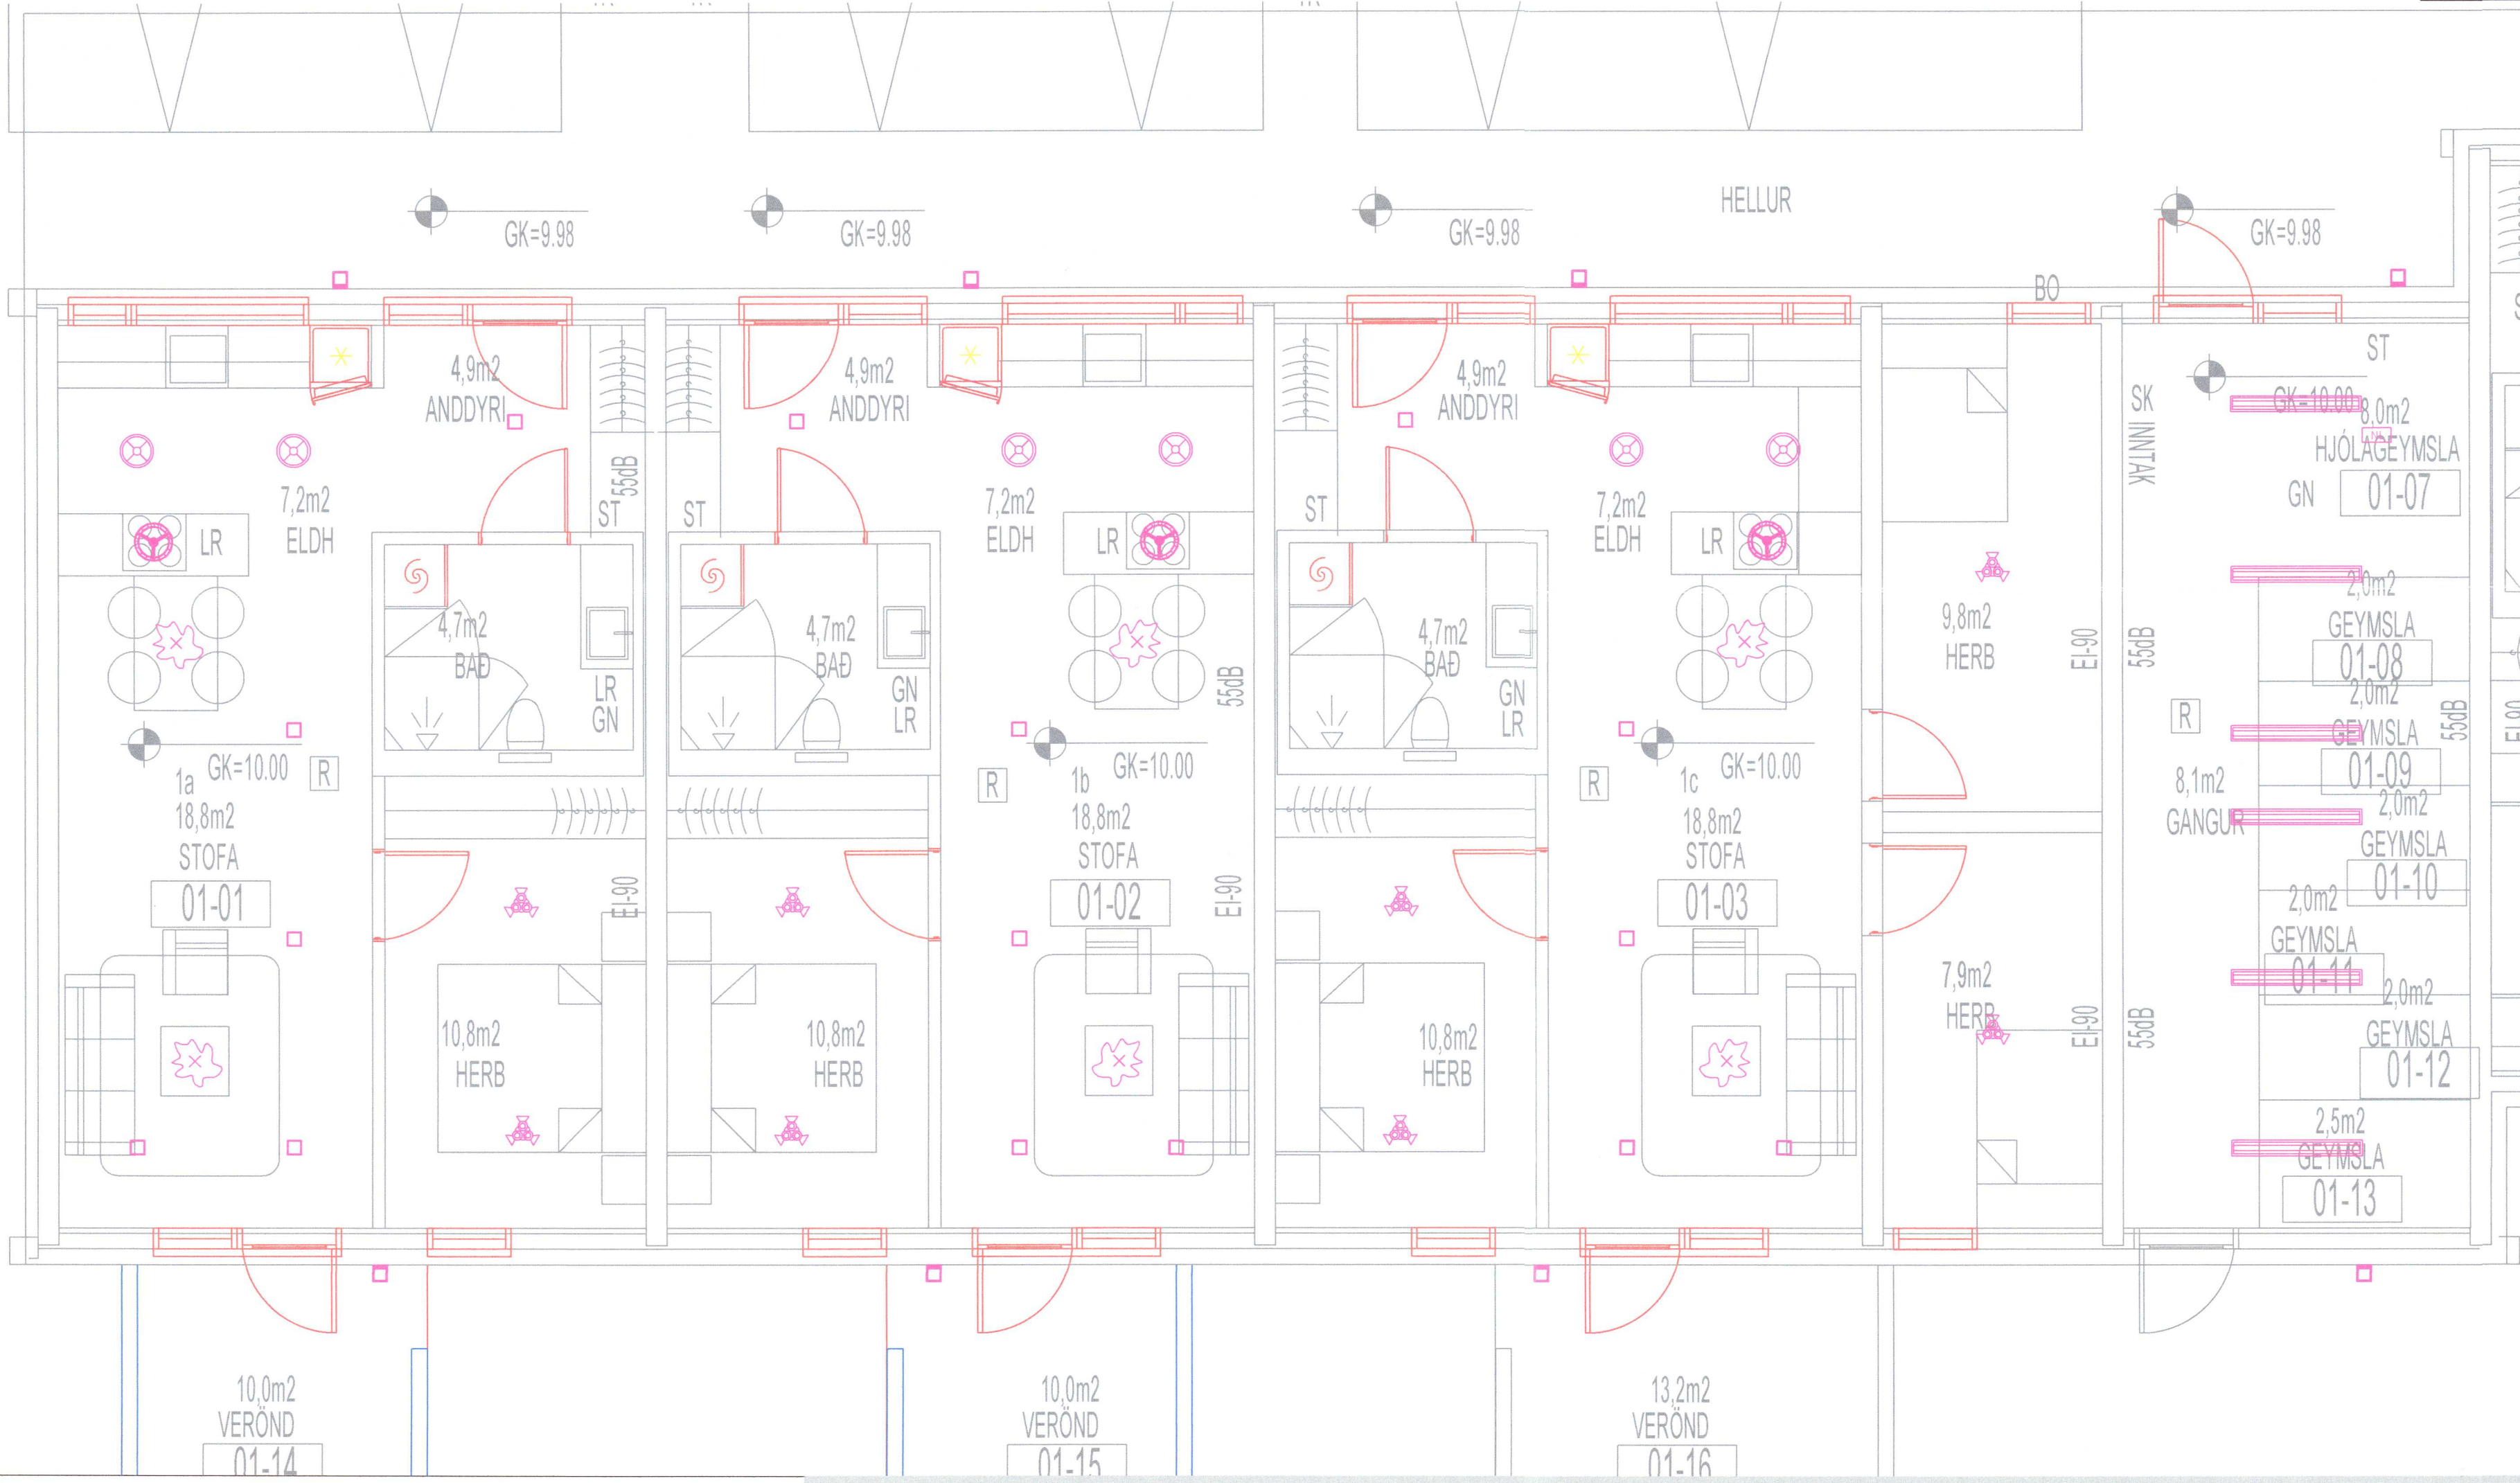 HELLUR
GK=9.98
GK=9.98
GK=9.98
GK=9.98
BO
4,9m2
ANDDYRI
4,9m2
ANDDYRI
4,9m2
ANDDYRI
ST
GK=10.00
8,0m2
HJÓLAGEYMSLA
GN
01-07
SK INNTAK
7,2m2
ELDH
LR
55dB
ST
ST
7,2m2
ELDH
LR
ST
7,2m2
ELDH
LR
4,7m2
BAÐ
LR
GN
4,7m2
BAÐ
GN
LR
55dB
4,7m2
BAÐ
GN
LR
9,8m2
HERB
EI-90
55dB
2,0m2
GEYMSLA
01-08
2,0m2
GEYMSLA
01-09
55dB
EI-90
R
8,1m2
GANGUR
2,0m2
GEYMSLA
01-10
2,0m2
GEYMSLA
01-11
2,0m2
GEYMSLA
01-12
2,5m2
GEYMSLA
01-13
GK=10.00
R
1a
18,8m2
STOFA
01-01
EI-90
R
GK=10.00
1b
18,8m2
STOFA
01-02
EI-90
R
GK=10.00
1c
18,8m2
STOFA
01-03
10,8m2
HERB
10,8m2
HERB
10,8m2
HERB
7,9m2
HERB
EI-90
55dB
10,0m2
VERÖND
01-14
10,0m2
VERÖND
01-15
13,2m2
VERÖND
01-16